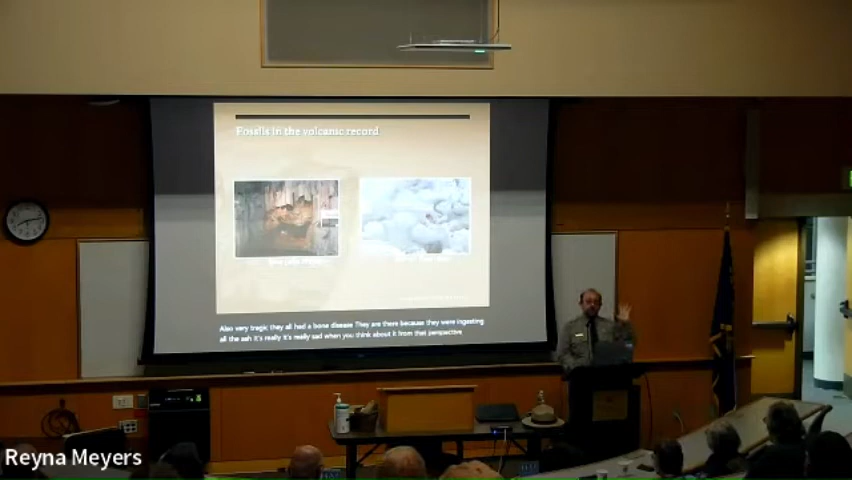 Fossils in the volcanic record
Also very tragic they all had a bone disease They are there because they were ingesting
all the ash it's really it's really sad when you think about it from that perspective
Reyna Meyers